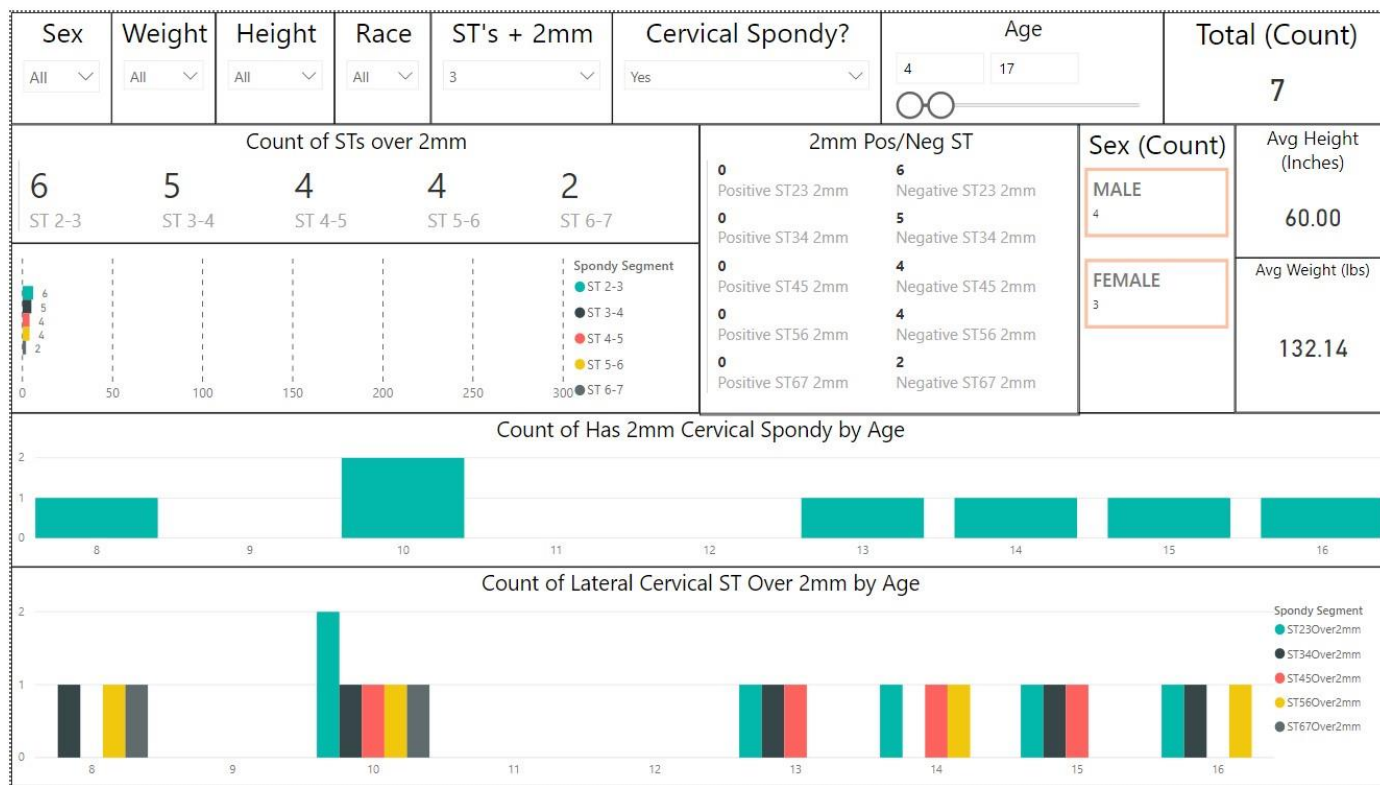 Sex
Weight
Height
Race
ST's + 2mm
Cervical Spondy?
Age
Total (Count)
All
All
All
All
3
Yes
4
17
7
Count of STs over 2mm
6
5
4
4
2
ST 2-3
ST 3-4
ST 4-5
ST 5-6
ST 6-7
6
5
4
4
2
0
50
100
150
200
250
300
Spondy Segment
ST 2-3
ST 3-4
ST 4-5
ST 5-6
ST 6-7
2mm Pos/Neg ST
0
6
Positive ST23 2mm
Negative ST23 2mm
0
5
Positive ST34 2mm
Negative ST34 2mm
0
4
Positive ST45 2mm
Negative ST45 2mm
0
4
Positive ST56 2mm
Negative ST56 2mm
0
2
Positive ST67 2mm
Negative ST67 2mm
Sex (Count)
MALE
4
FEMALE
3
Avg Height
(Inches)
60.00
Avg Weight (lbs)
132.14
Count of Has 2mm Cervical Spondy by Age
2
1
0
8
9
10
11
12
13
14
15
16
Count of Lateral Cervical ST Over 2mm by Age
2
1
0
8
9
10
11
12
13
14
15
16
Spondy Segment
ST23Over2mm
ST34Over2mm
ST45Over2mm
ST56Over2mm
ST67Over2mm